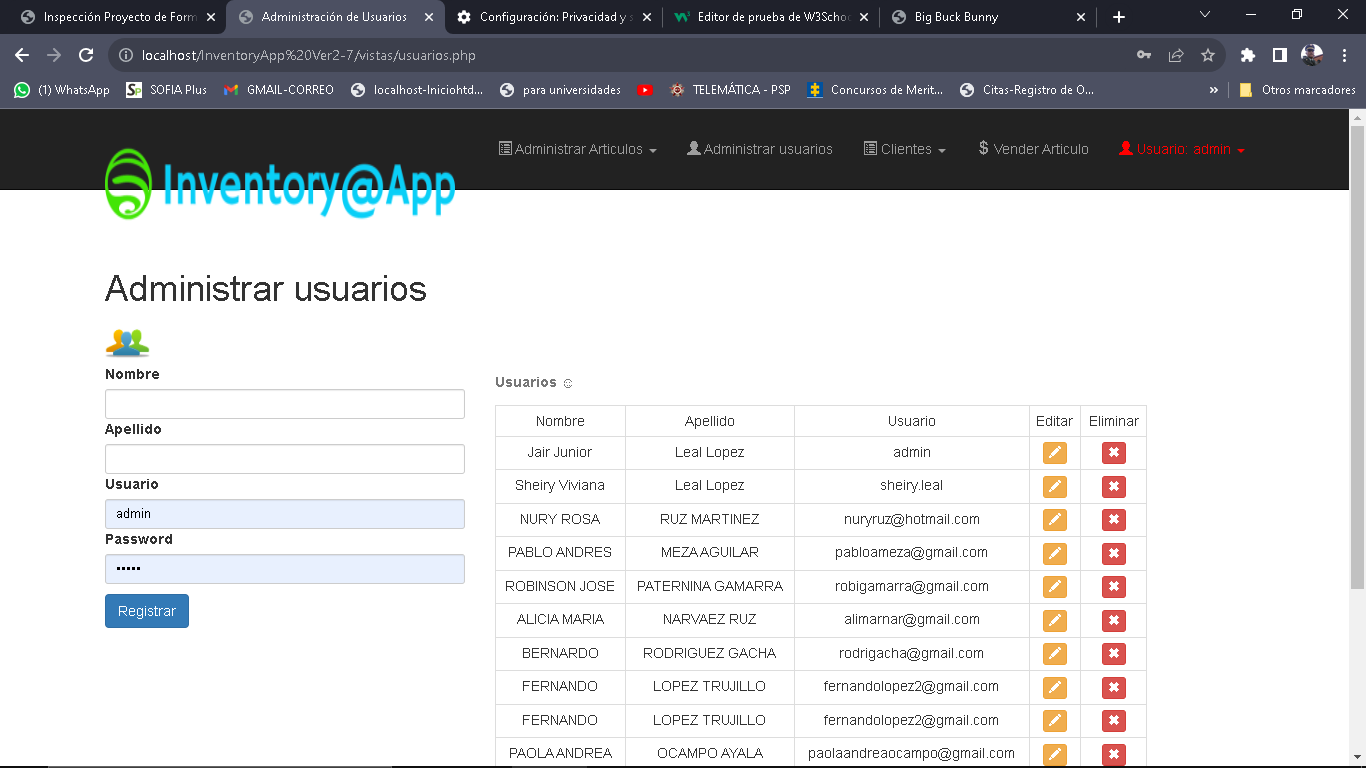 Inspección Proyecto de Form
Administración de Usuarios
Configuración: Privacidad y s
Editor de prueba de W3Schoo
Big Buck Bunny
localhost/InventoryApp%20Ver2-7/vistas/usuarios.php
(1) WhatsApp
SOFIA Plus
GMAIL-CORREO
localhost-Iniciohtd...
para universidades
TELEMÁTICA - PSP
Concursos de Merit...
Citas-Registro de O...
»
Otros marcadores
Inventory@App
Administrar Articulos
Administrar usuarios
Clientes
$ Vender Articulo
Usuario: admin
Administrar usuarios
Nombre
Apellido
Usuario
admin
Password
•••••
Registrar
Usuarios ☺
Nombre Apellido Usuario Editar Eliminar
Jair Junior Leal Lopez admin
Sheiry Viviana Leal Lopez sheiry.leal
NURY ROSA RUZ MARTINEZ nuryruz@hotmail.com
PABLO ANDRES MEZA AGUILAR pabloameza@gmail.com
ROBINSON JOSE PATERNINA GAMARRA robigamarra@gmail.com
ALICIA MARIA NARVAEZ RUZ alimarnar@gmail.com
BERNARDO RODRIGUEZ GACHA rodrigacha@gmail.com
FERNANDO LOPEZ TRUJILLO fernandolopez2@gmail.com
FERNANDO LOPEZ TRUJILLO fernandolopez2@gmail.com
PAOLA ANDREA OCAMPO AYALA paolaandreaocampo@gmail.com